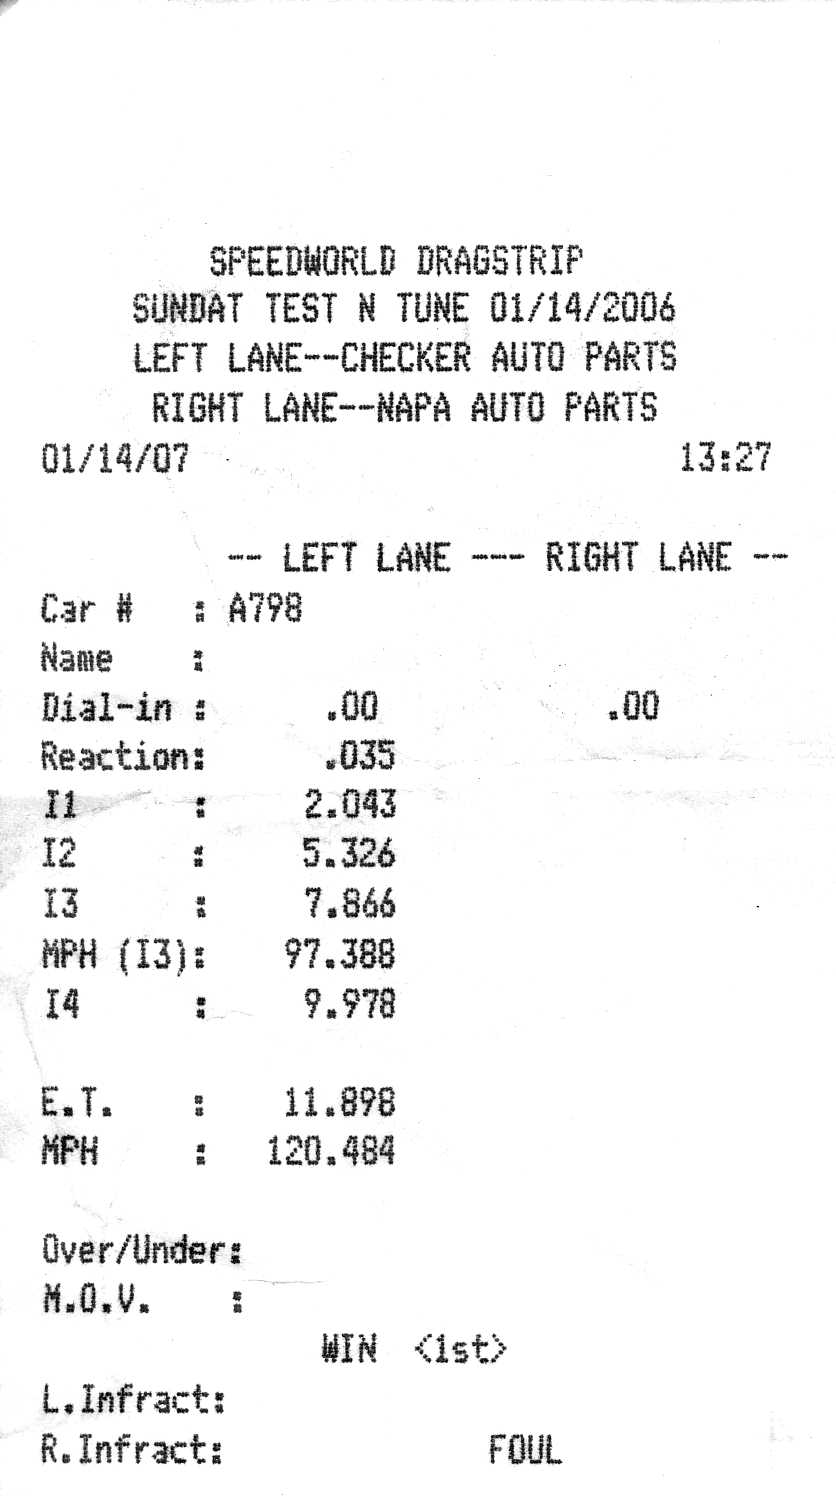 SPEEDWORLD DRAGSTRIP
SUNDAT TEST N TUNE 01/14/2006
LEFT LANE--CHECKER AUTO PARTS
RIGHT LANE--NAPA AUTO PARTS
01/14/07 13:27
-- LEFT LANE --- RIGHT LANE --
Car # : A798
Name :
Dial-in : .00 .00
Reaction: .035
I1 : 2.043
I2 : 5.326
I3 : 7.866
MPH (I3): 97.388
I4 : 9.978
E.T. : 11.898
MPH : 120.484
Over/Under:
M.O.V. :
WIN <1st>
L.Infract:
R.Infract: FOUL